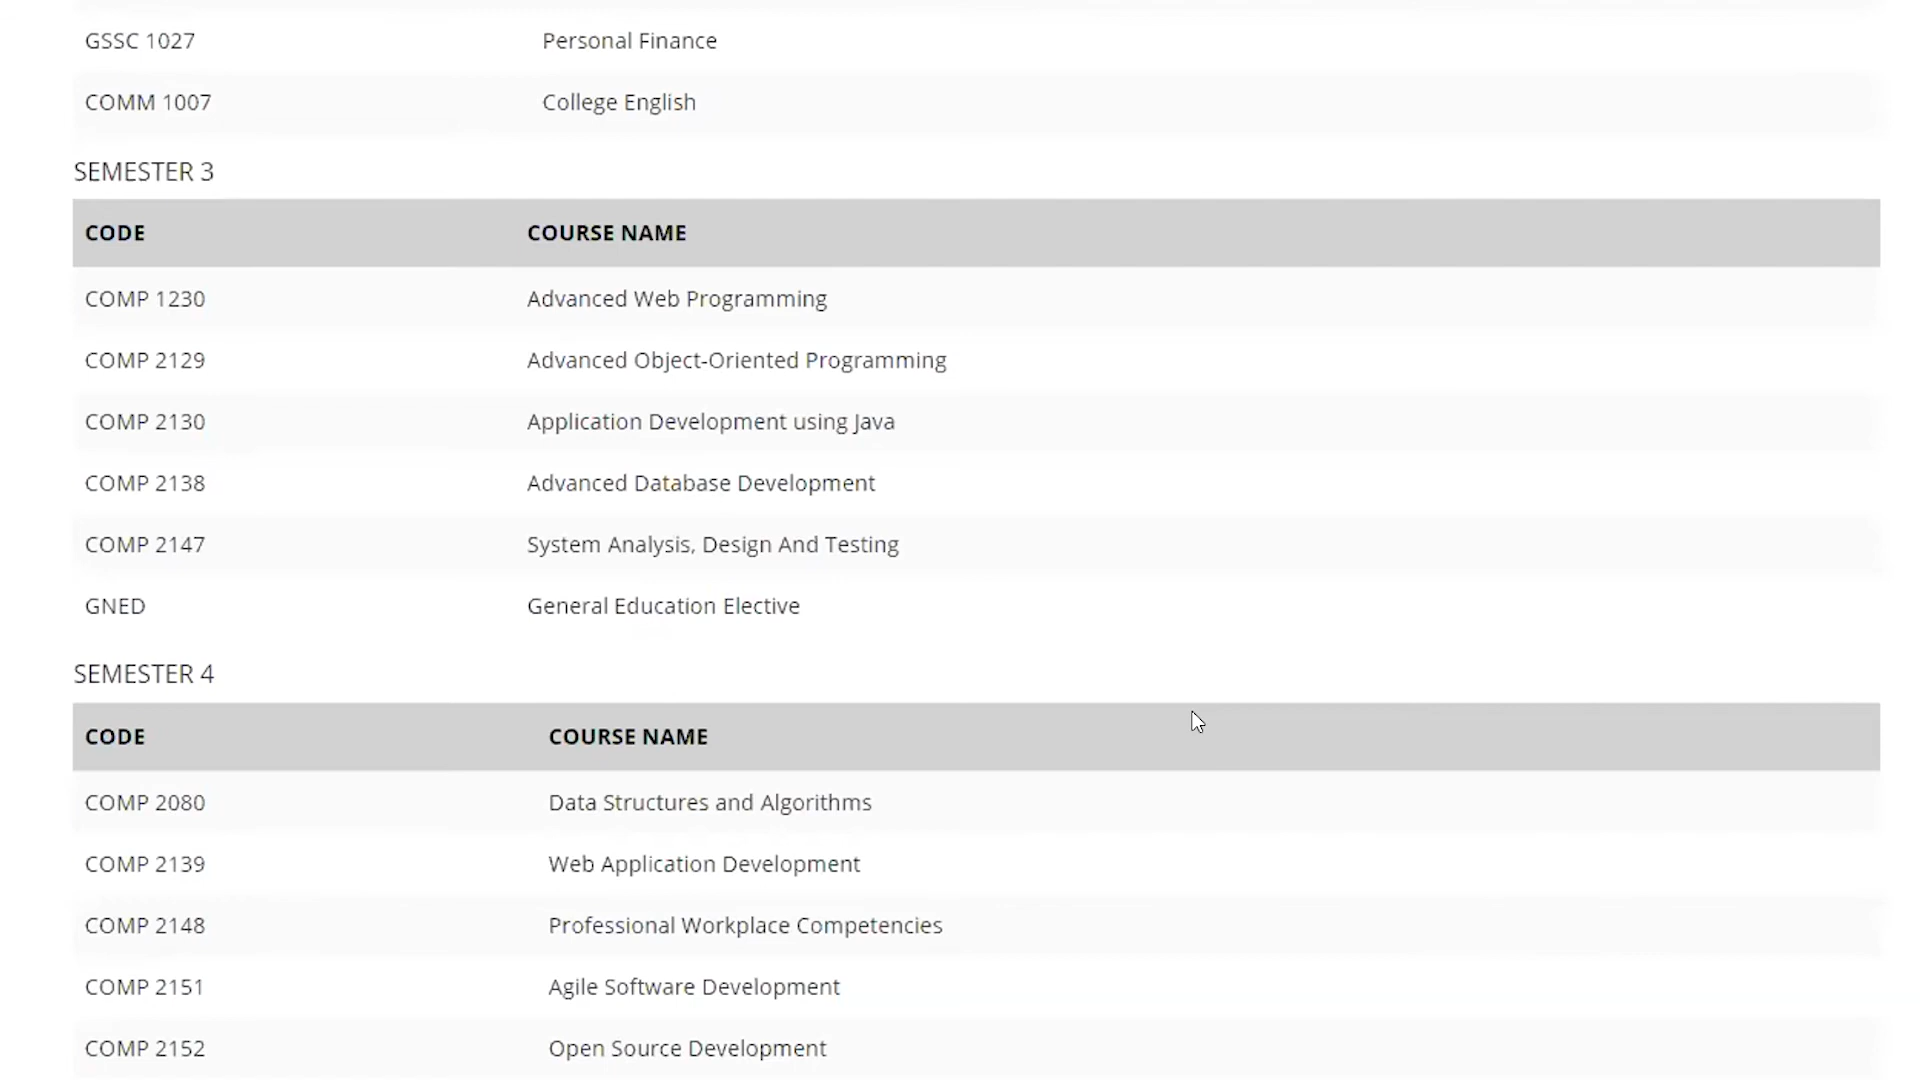 GSSC 1027 Personal Finance
COMM 1007 College English
SEMESTER 3
CODE COURSE NAME
COMP 1230 Advanced Web Programming
COMP 2129 Advanced Object-Oriented Programming
COMP 2130 Application Development using Java
COMP 2138 Advanced Database Development
COMP 2147 System Analysis, Design And Testing
GNED General Education Elective
SEMESTER 4
CODE COURSE NAME
COMP 2080 Data Structures and Algorithms
COMP 2139 Web Application Development
COMP 2148 Professional Workplace Competencies
COMP 2151 Agile Software Development
COMP 2152 Open Source Development